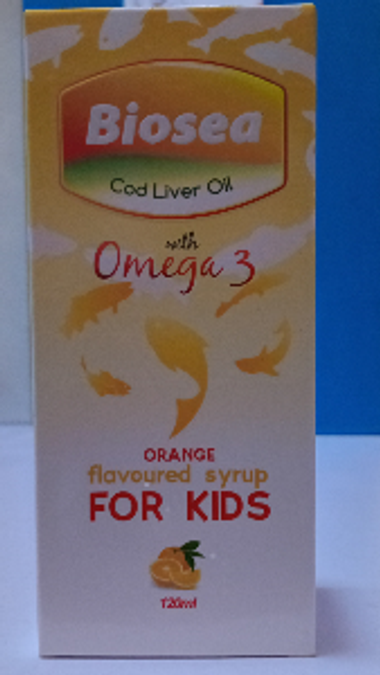 Biosea
Cod Liver Oil
with
Omega 3
ORANGE
flavoured syrup
FOR KIDS
120ml